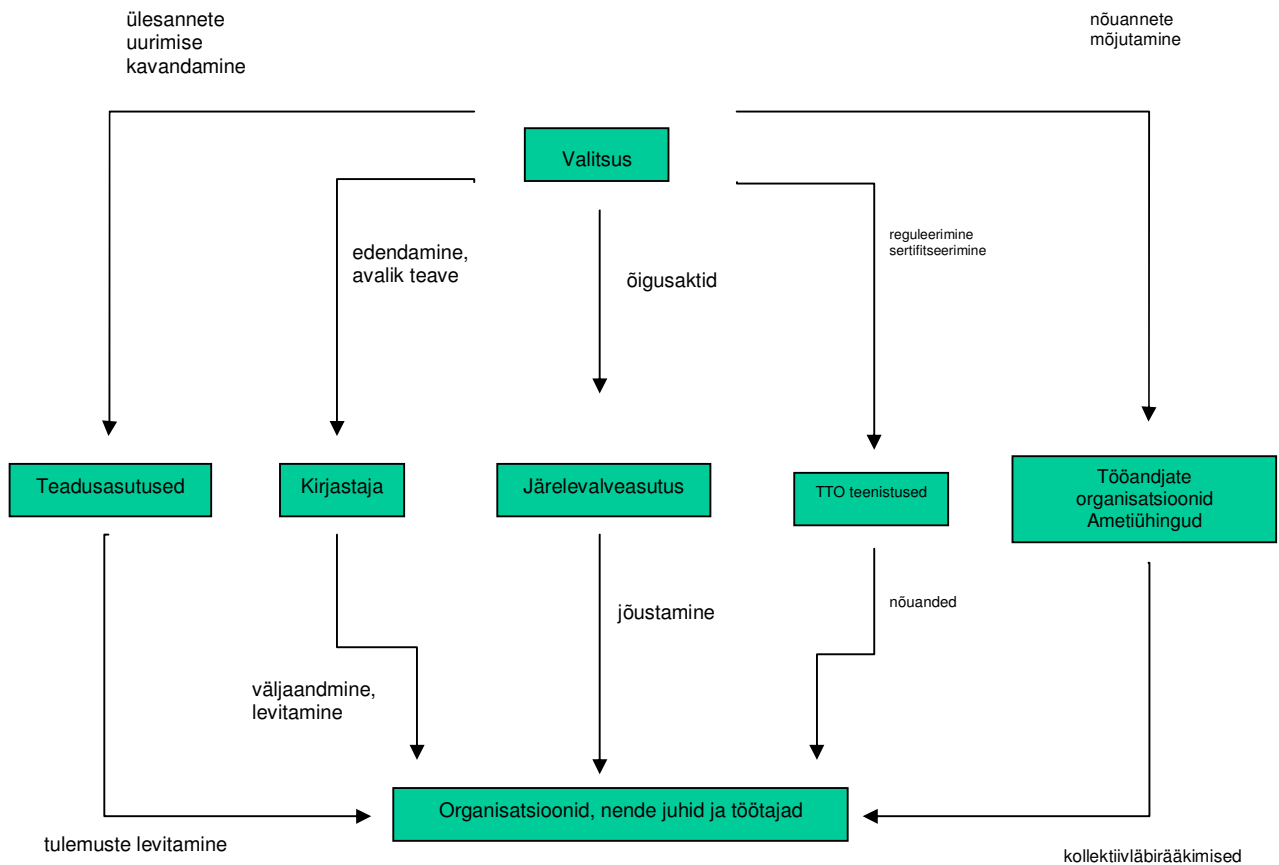 ülesannete
uurimise
kavandamine
nõuannete
mõjutamine
Valitsus
edendamine,
avalik teave
õigusaktid
reguleerimine
sertifitseerimine
Teadusasutused
Kirjastaja
Järelevalveasutus
TTO teenistused
Tööandjate
organisatsioonid
Ametiühingud
jõustamine
nõuanded
väljaandmine,
levitamine
Organisatsioonid, nende juhid ja töötajad
tulemuste levitamine
kollektiivläbirääkimised